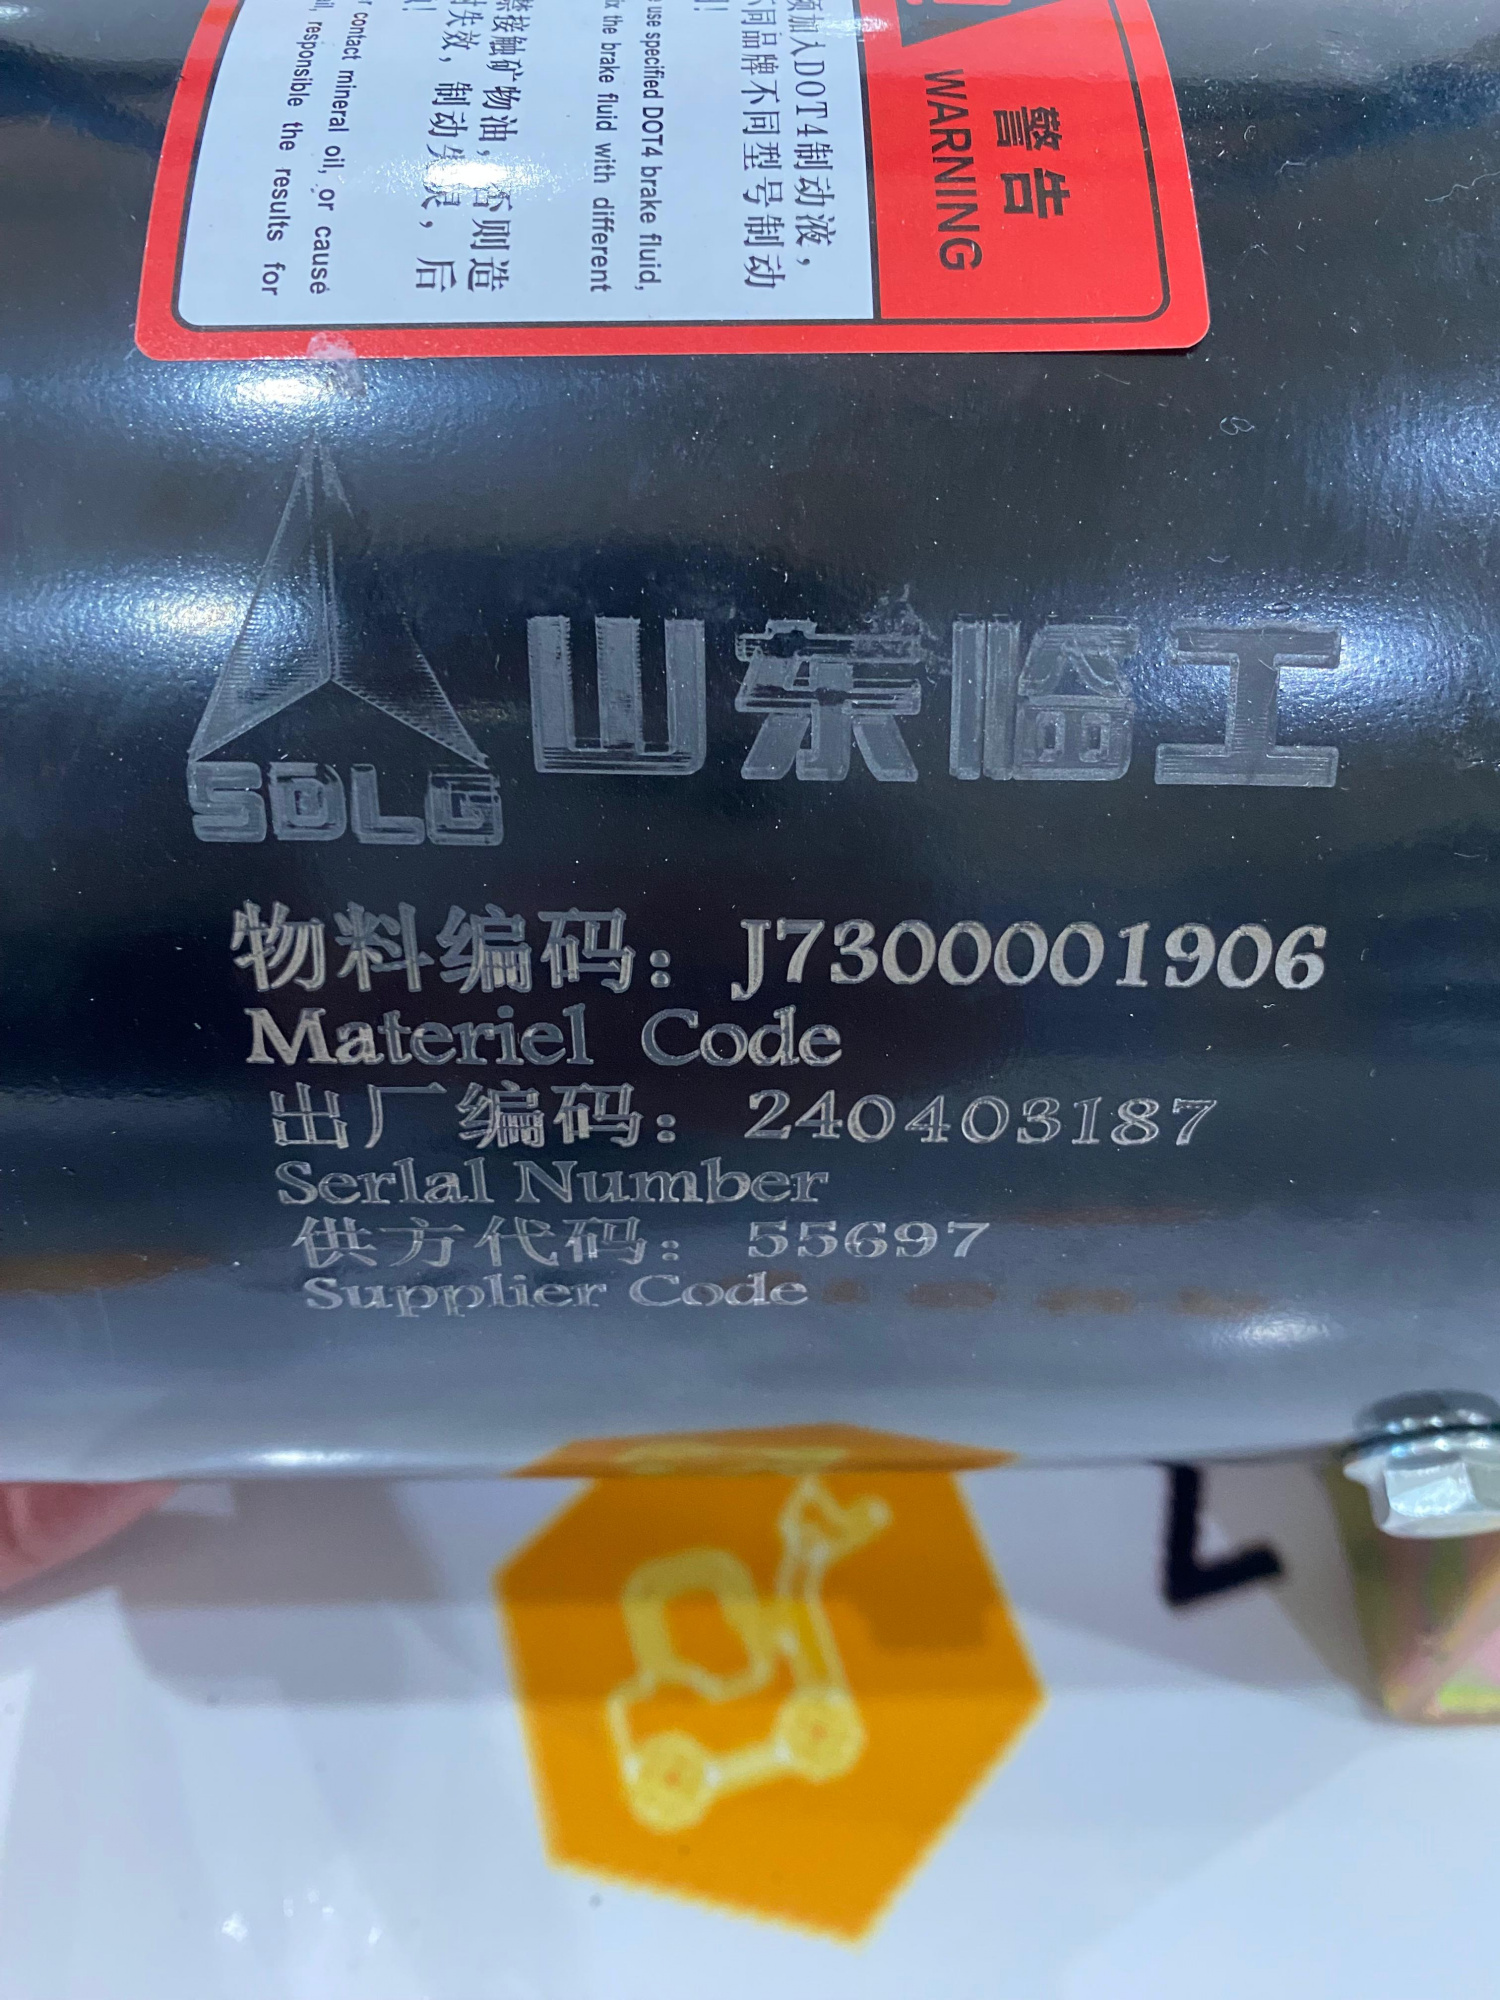 警告
WARNING
加入DOT4制动液，
不同品牌不同型号制动
use specified DOT4 brake fluid,
the brake fluid with different
接触矿物油，否则造
失效，制动失灵，后
contact mineral oil, or cause
responsible the results for
SDLG
山东临工
物料编码：J7300001906
Materiel Code
出厂编码：240403187
Serlal Number
供方代码：55697
Supplier Code